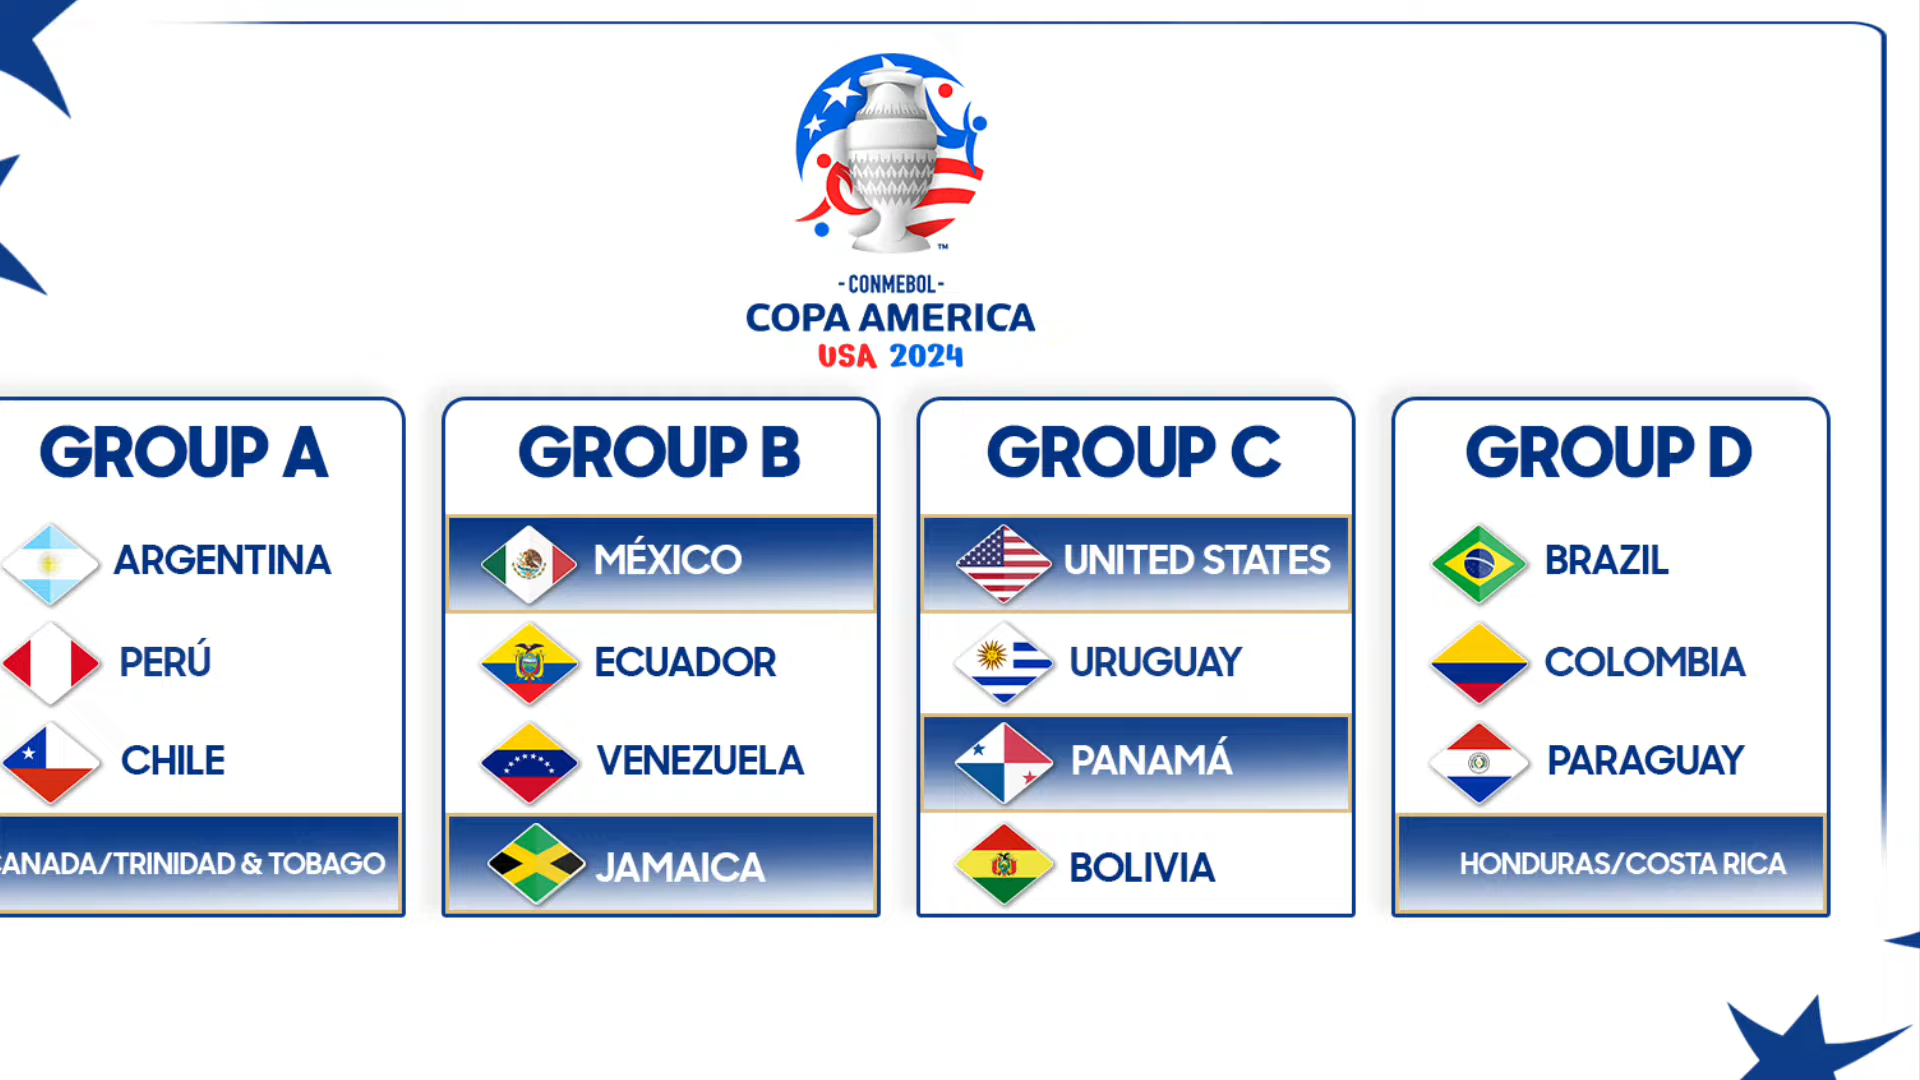 ™
-CONMEBOL-
COPA AMERICA
USA 2024
GROUP A
ARGENTINA
PERÚ
CHILE
ANADA/TRINIDAD & TOBAGO
GROUP B
MÉXICO
ECUADOR
VENEZUELA
JAMAICA
GROUP C
UNITED STATES
URUGUAY
PANAMÁ
BOLIVIA
GROUP D
BRAZIL
COLOMBIA
PARAGUAY
HONDURAS/COSTA RICA